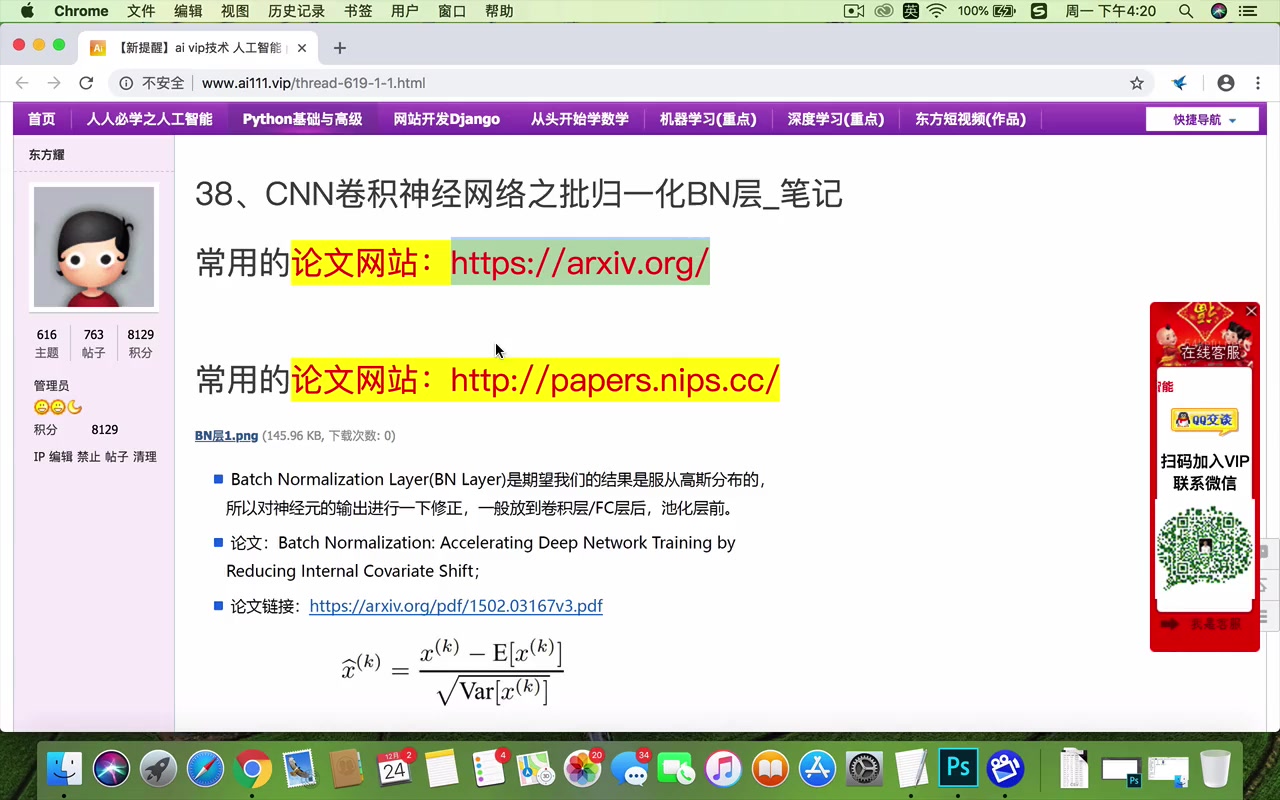 Chrome 文件 编辑 视图 历史记录 书签 用户 窗口 帮助 英 100% 周一 下午4:20
【新提醒】ai vip技术 人工智能
不安全 www.ai111.vip/thread-619-1-1.html
首页 人人必学之人工智能 Python基础与高级 网站开发Django 从头开始学数学 机器学习(重点) 深度学习(重点) 东方短视频(作品) 快捷导航
东方耀
616 763 8129
主题 帖子 积分
管理员
积分 8129
IP 编辑 禁止 帖子 清理
38、CNN卷积神经网络之批归一化BN层_笔记
常用的论文网站：https://arxiv.org/
常用的论文网站：http://papers.nips.cc/
BN层1.png (145.96 KB, 下载次数: 0)
Batch Normalization Layer(BN Layer)是期望我们的结果是服从高斯分布的，
所以对神经元的输出进行一下修正，一般放到卷积层/FC层后，池化层前。
论文：Batch Normalization: Accelerating Deep Network Training by
Reducing Internal Covariate Shift；
论文链接：https://arxiv.org/pdf/1502.03167v3.pdf
x̂^(k) = (x^(k) − E[x^(k)]) / √Var[x^(k)]
在线客服
智能
QQ交谈
扫码加入VIP
联系微信
12月 24 2 4 30 20 34 Ps Ps